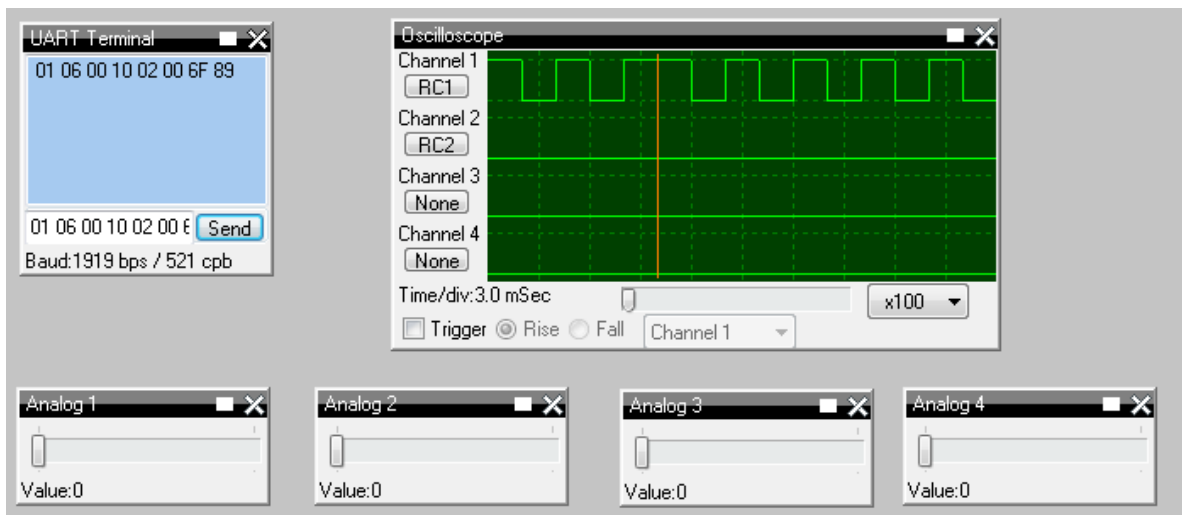 UART Terminal
01 06 00 10 02 00 6F 89
01 06 00 10 02 00 6
Send
Baud:1919 bps / 521 cpb
Oscilloscope
Channel 1
RC1
Channel 2
RC2
Channel 3
None
Channel 4
None
Time/div:3.0 mSec
x100
Trigger
Rise
Fall
Channel 1
Analog 1
Value:0
Analog 2
Value:0
Analog 3
Value:0
Analog 4
Value:0